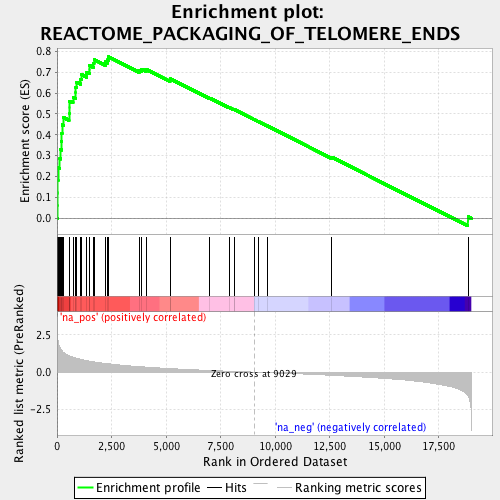 Enrichment plot:
REACTOME_PACKAGING_OF_TELOMERE_ENDS
Enrichment score (ES)
0.8
0.7
0.6
0.5
0.4
0.3
0.2
0.1
0.0
'na_pos' (positively correlated)
Ranked list metric (PreRanked)
2.5
0.0
-2.5
Zero cross at 9029
'na_neg' (negatively correlated)
0 2,500 5,000 7,500 10,000 12,500 15,000 17,500
Rank in Ordered Dataset
Enrichment profile Hits Ranking metric scores